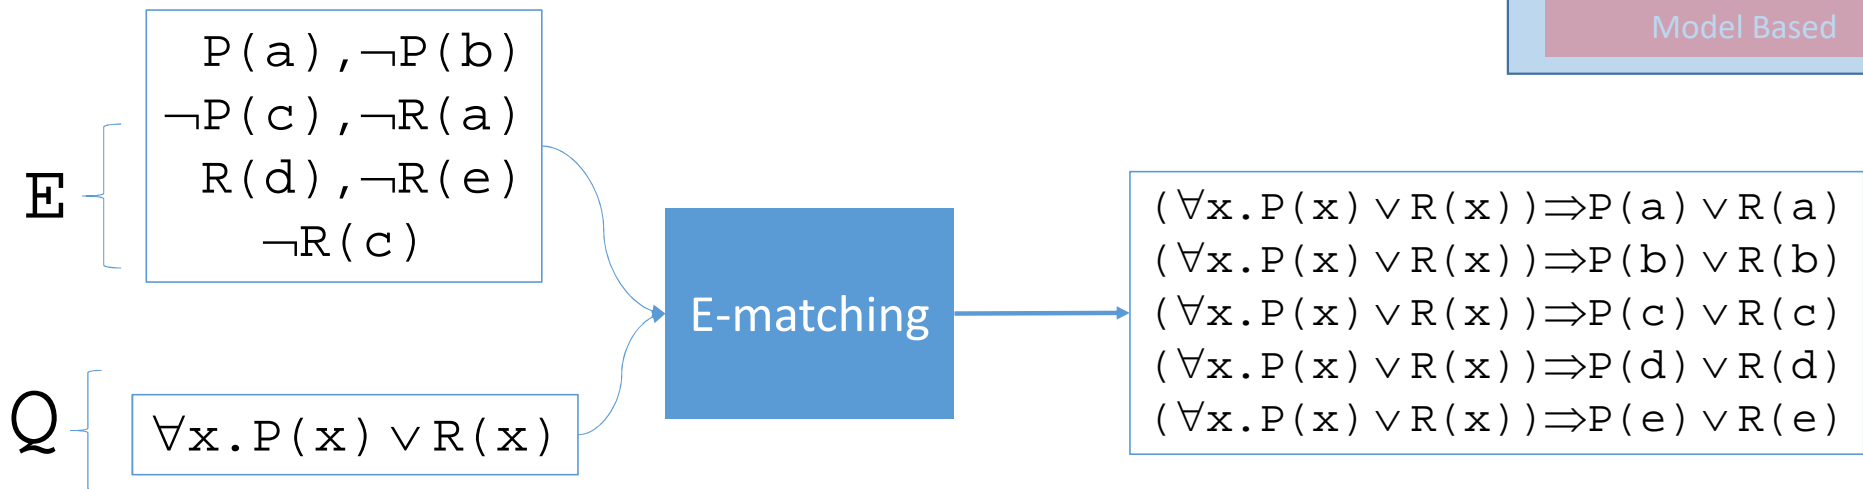 Model Based
E
P(a),¬P(b)
¬P(c),¬R(a)
R(d),¬R(e)
¬R(c)
Q
∀x.P(x)∨R(x)
E-matching
(∀x.P(x)∨R(x))⇒P(a)∨R(a)
(∀x.P(x)∨R(x))⇒P(b)∨R(b)
(∀x.P(x)∨R(x))⇒P(c)∨R(c)
(∀x.P(x)∨R(x))⇒P(d)∨R(d)
(∀x.P(x)∨R(x))⇒P(e)∨R(e)